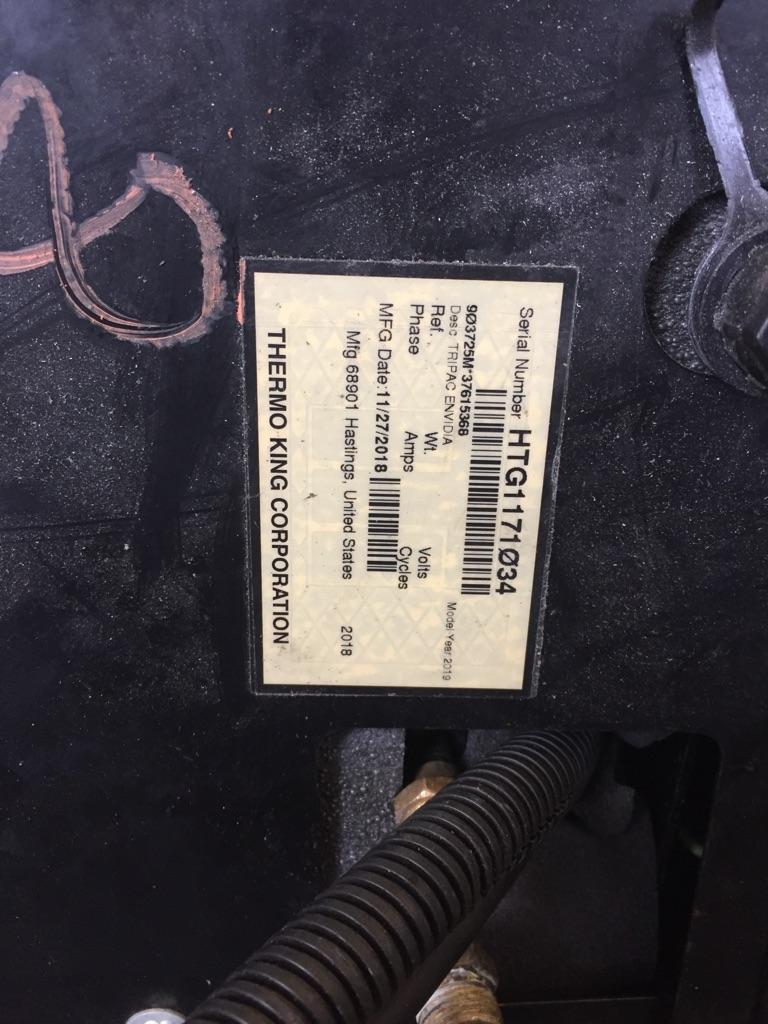 Serial Number HTG1171Ø34
9Ø3725M*37615368
Desc TRIPAC ENVIDIA Model Year 2019
Ref. Wt. Volts
Phase Amps Cycles
MFG Date:11/27/2018
Mfg 68901 Hastings, United States 2018
THERMO KING CORPORATION